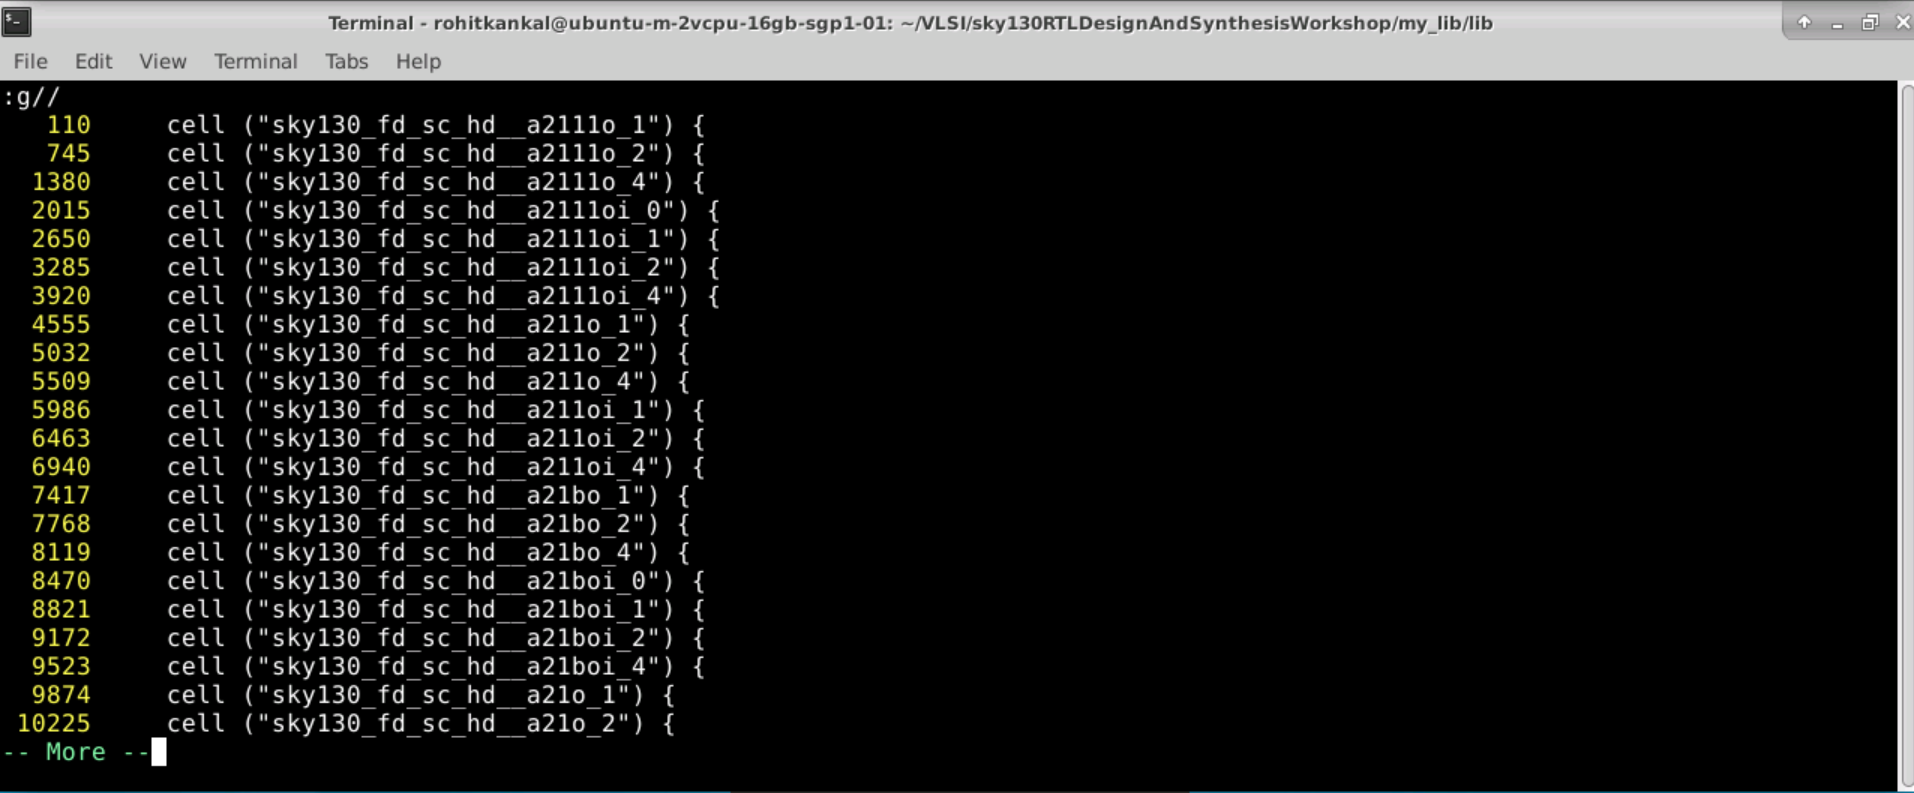 Terminal - rohitkankal@ubuntu-m-2vcpu-16gb-sgp1-01: ~/VLSI/sky130RTLDesignAndSynthesisWorkshop/my_lib/lib
File Edit View Terminal Tabs Help
:g//
110 cell ("sky130_fd_sc_hd__a2111o_1") {
745 cell ("sky130_fd_sc_hd__a2111o_2") {
1380 cell ("sky130_fd_sc_hd__a2111o_4") {
2015 cell ("sky130_fd_sc_hd__a2111oi_0") {
2650 cell ("sky130_fd_sc_hd__a2111oi_1") {
3285 cell ("sky130_fd_sc_hd__a2111oi_2") {
3920 cell ("sky130_fd_sc_hd__a2111oi_4") {
4555 cell ("sky130_fd_sc_hd__a211o_1") {
5032 cell ("sky130_fd_sc_hd__a211o_2") {
5509 cell ("sky130_fd_sc_hd__a211o_4") {
5986 cell ("sky130_fd_sc_hd__a211oi_1") {
6463 cell ("sky130_fd_sc_hd__a211oi_2") {
6940 cell ("sky130_fd_sc_hd__a211oi_4") {
7417 cell ("sky130_fd_sc_hd__a21bo_1") {
7768 cell ("sky130_fd_sc_hd__a21bo_2") {
8119 cell ("sky130_fd_sc_hd__a21bo_4") {
8470 cell ("sky130_fd_sc_hd__a21boi_0") {
8821 cell ("sky130_fd_sc_hd__a21boi_1") {
9172 cell ("sky130_fd_sc_hd__a21boi_2") {
9523 cell ("sky130_fd_sc_hd__a21boi_4") {
9874 cell ("sky130_fd_sc_hd__a21o_1") {
10225 cell ("sky130_fd_sc_hd__a21o_2") {
-- More --